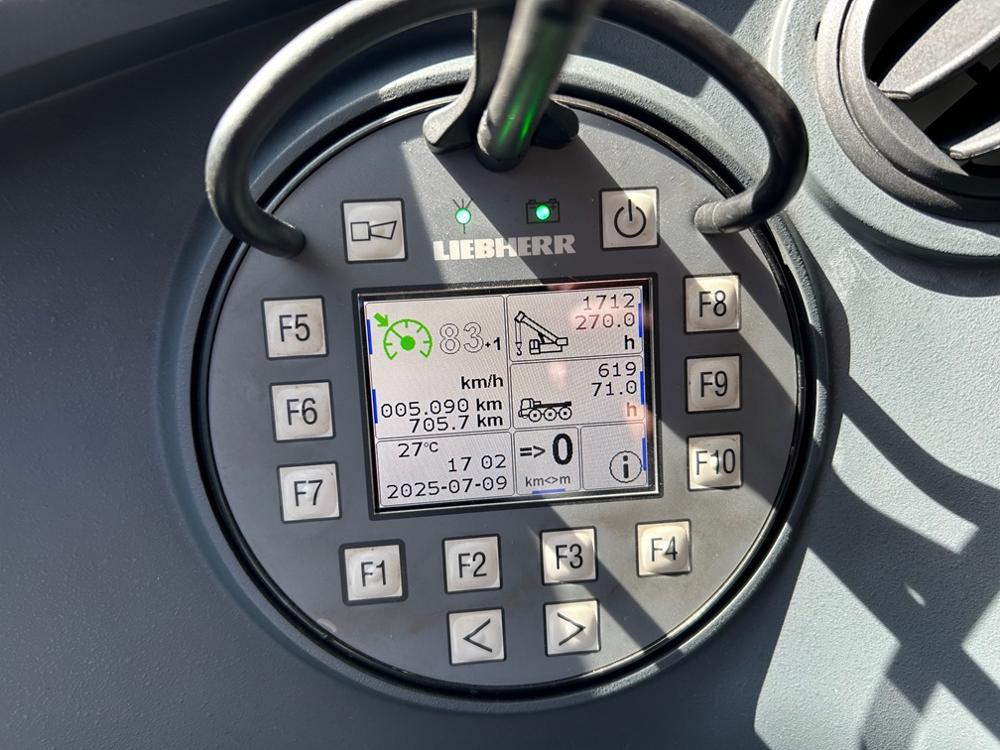 LIEBHERR
F5
F6
F7
F8
F9
F10
83+1
km/h
005.090 km
705.7 km
1712
270.0
h
619
71.0
h
27°C
17 02
2025-07-09
=> 0
km<>m
i
F1
F2
F3
F4
<
>